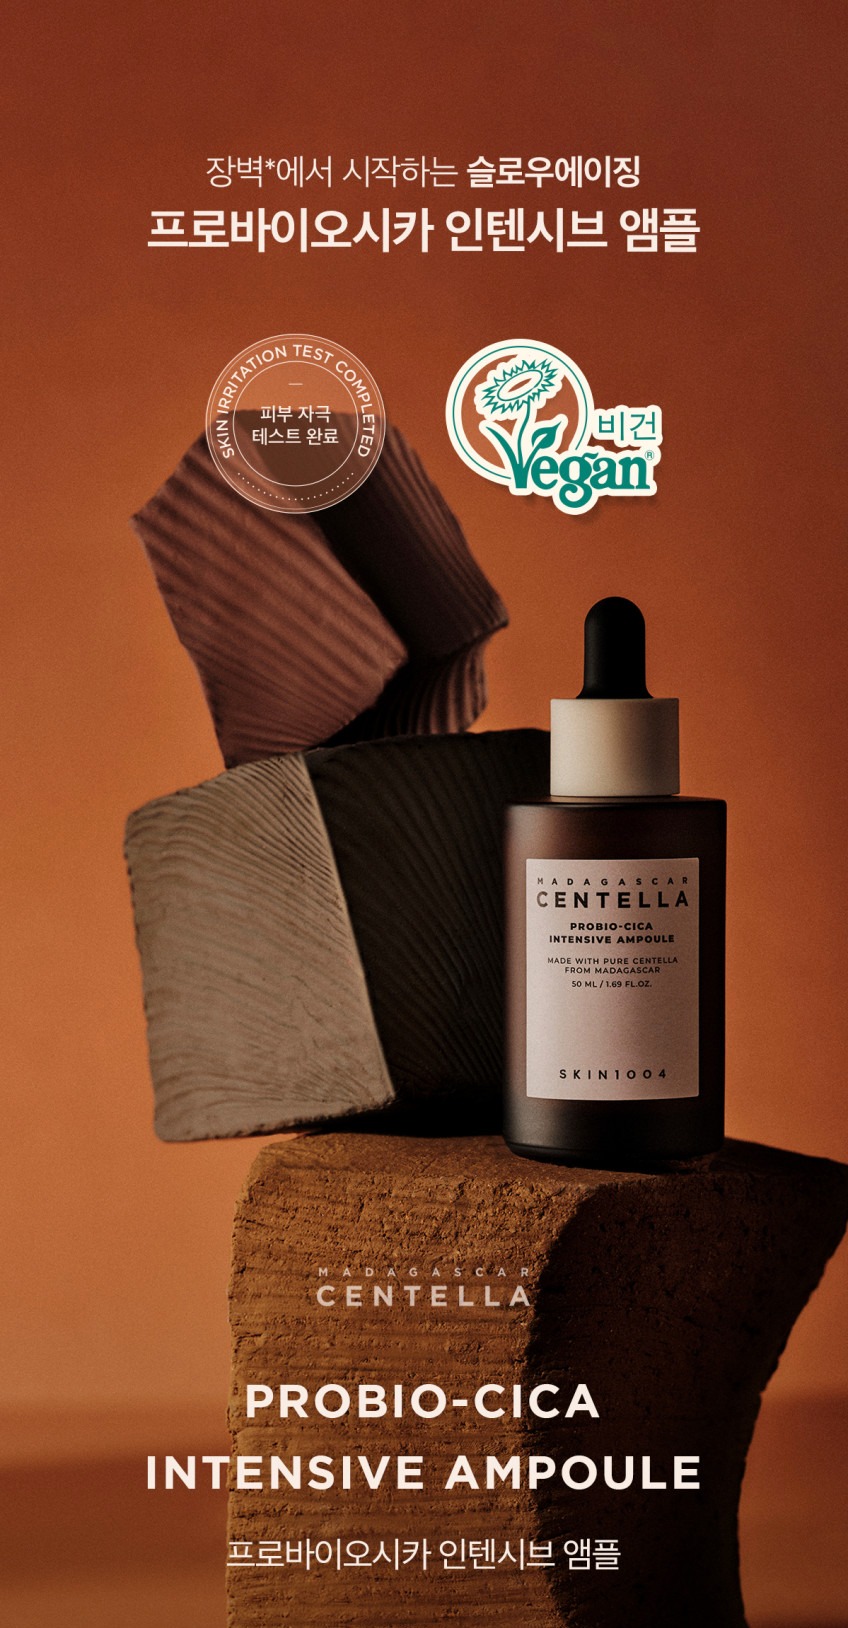 장벽*에서 시작하는 슬로우에이징
프로바이오시카 인텐시브 앰플
SKIN IRRITATION TEST COMPLETED
피부 자극
테스트 완료
비건
Vegan®
MADAGASCAR
CENTELLA
PROBIO-CICA
INTENSIVE AMPOULE
MADE WITH PURE CENTELLA
FROM MADAGASCAR
50 ML / 1.69 FL.OZ.
SKIN1004
MADAGASCAR
CENTELLA
PROBIO-CICA
INTENSIVE AMPOULE
프로바이오시카 인텐시브 앰플